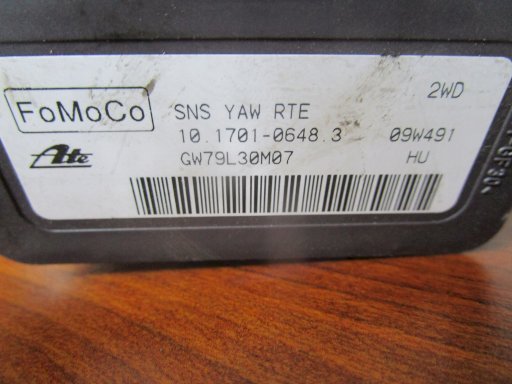 2WD
FoMoCo
SNS YAW RTE
10.1701-0648.3 09W491
Ate
GW79L30M07 HU